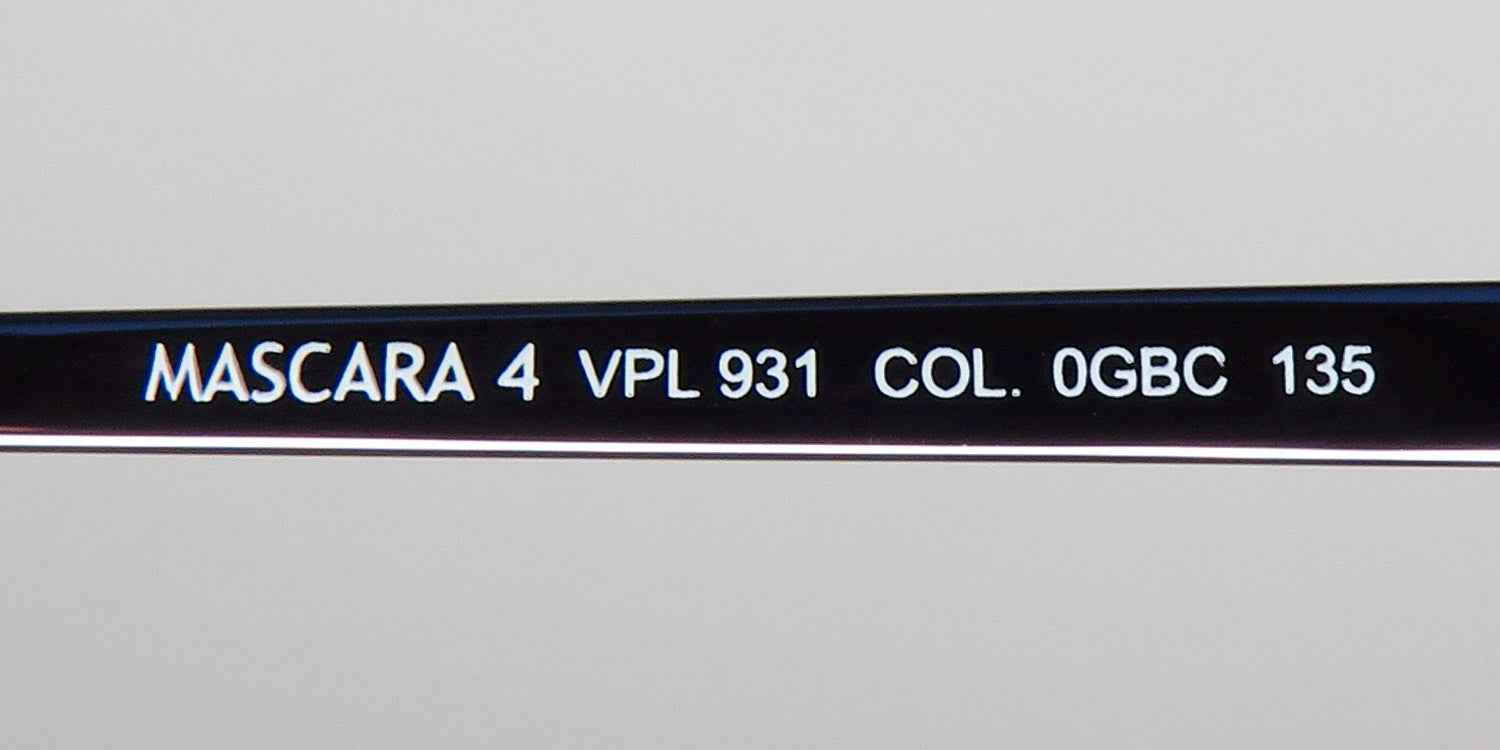 MASCARA 4 VPL 931 COL. 0GBC 135